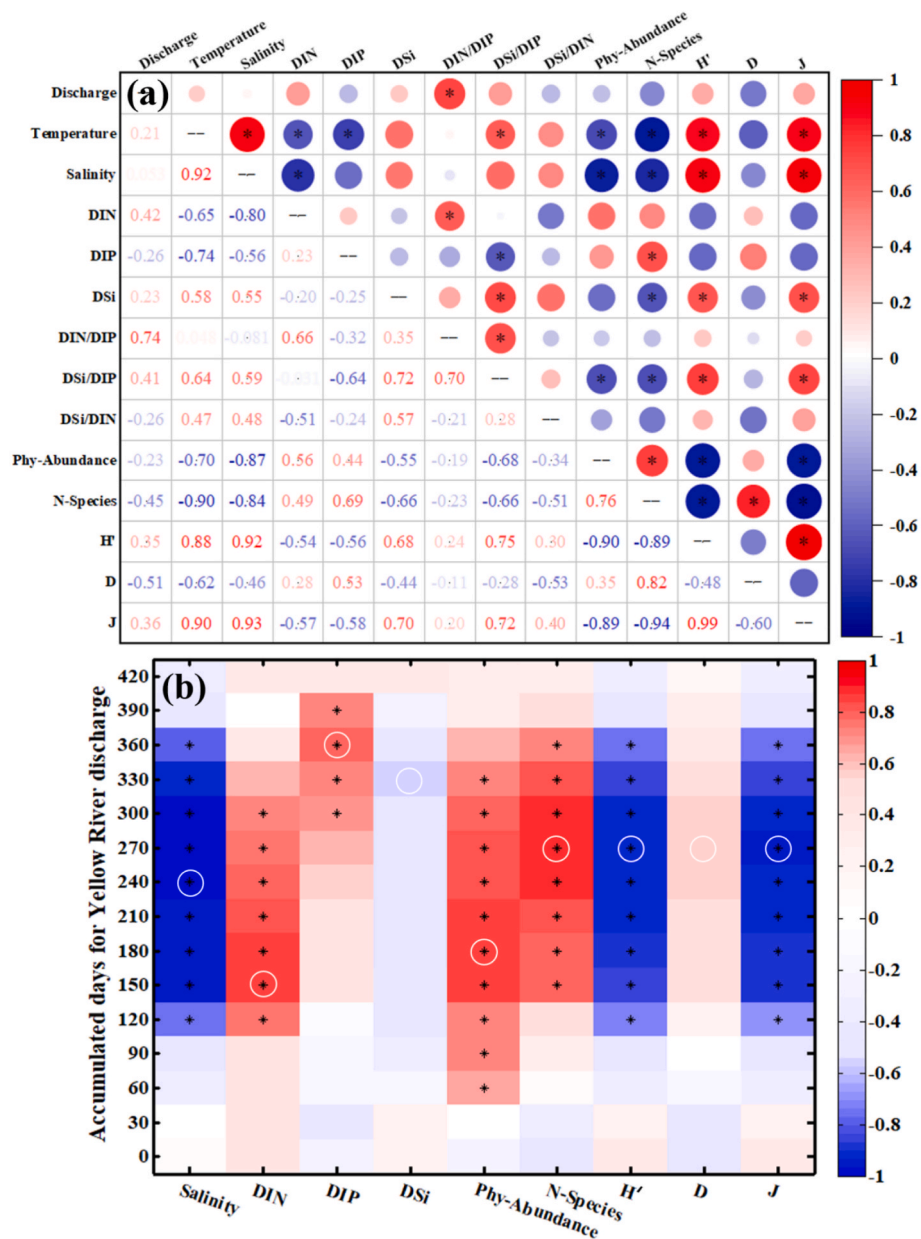 Discharge Temperature Salinity DIN DIP DSi DIN/DIP DSi/DIP DSi/DIN Phy-Abundance N-Species H' D J
(a)
Discharge * 1
Temperature 0.21 -- * * * * * * * * 0.8
Salinity 0.053 0.92 -- * * * * * 0.6
DIN 0.42 -0.65 -0.80 -- * 0.4
DIP -0.26 -0.74 -0.56 0.23 -- * * 0.2
DSi 0.23 0.58 0.55 -0.20 -0.25 -- * * * *
DIN/DIP 0.74 0.048 -0.081 0.66 -0.32 0.35 -- * 0
DSi/DIP 0.41 0.64 0.59 -0.64 0.72 0.70 -- * * * * -0.2
DSi/DIN -0.26 0.47 0.48 -0.51 -0.24 0.57 -0.21 0.28 -- -0.4
Phy-Abundance -0.23 -0.70 -0.87 0.56 0.44 -0.55 -0.19 -0.68 -0.34 -- * * *
N-Species -0.45 -0.90 -0.84 0.49 0.69 -0.66 -0.23 -0.66 -0.51 0.76 -- * * * -0.6
H' 0.35 0.88 0.92 -0.54 -0.56 0.68 0.24 0.75 0.30 -0.90 -0.89 -- *
D -0.51 -0.62 -0.46 0.28 0.53 -0.44 -0.11 -0.28 -0.53 0.35 0.82 -0.48 -- -0.8
J 0.36 0.90 0.93 -0.57 -0.58 0.70 0.20 0.72 0.40 -0.89 -0.94 0.99 -0.60 -- -1
(b)
Accumulated days for Yellow River discharge
420
390
360
330
300
270
240
210
180
150
120
90
60
30
0
Salinity DIN DIP DSi Phy-Abundance N-Species H' D J
1
0.8
0.6
0.4
0.2
0
-0.2
-0.4
-0.6
-0.8
-1